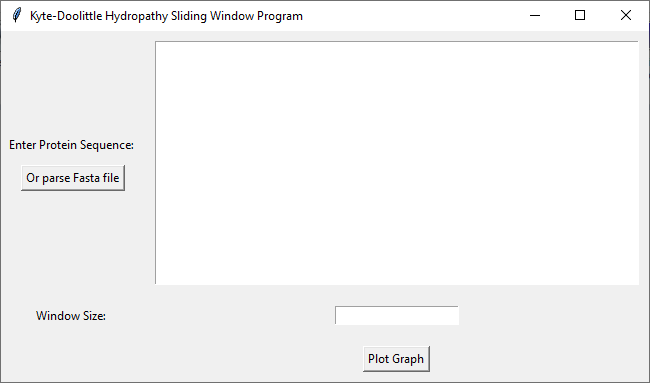 Kyte-Doolittle Hydropathy Sliding Window Program
Enter Protein Sequence:
Or parse Fasta file
Window Size:
Plot Graph